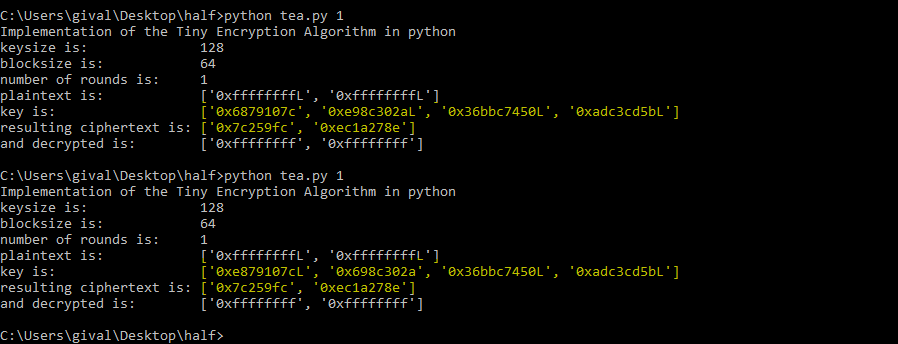 C:\Users\gival\Desktop\half>python tea.py 1
Implementation of the Tiny Encryption Algorithm in python
keysize is: 128
blocksize is: 64
number of rounds is: 1
plaintext is: ['0xffffffffL', '0xffffffffL']
key is: ['0x6879107c', '0xe98c302aL', '0x36bbc7450L', '0xadc3cd5bL']
resulting ciphertext is: ['0x7c259fc', '0xec1a278e']
and decrypted is: ['0xffffffff', '0xffffffff']
C:\Users\gival\Desktop\half>python tea.py 1
Implementation of the Tiny Encryption Algorithm in python
keysize is: 128
blocksize is: 64
number of rounds is: 1
plaintext is: ['0xffffffffL', '0xffffffffL']
key is: ['0xe879107cL', '0x698c302a', '0x36bbc7450L', '0xadc3cd5bL']
resulting ciphertext is: ['0x7c259fc', '0xec1a278e']
and decrypted is: ['0xffffffff', '0xffffffff']
C:\Users\gival\Desktop\half>